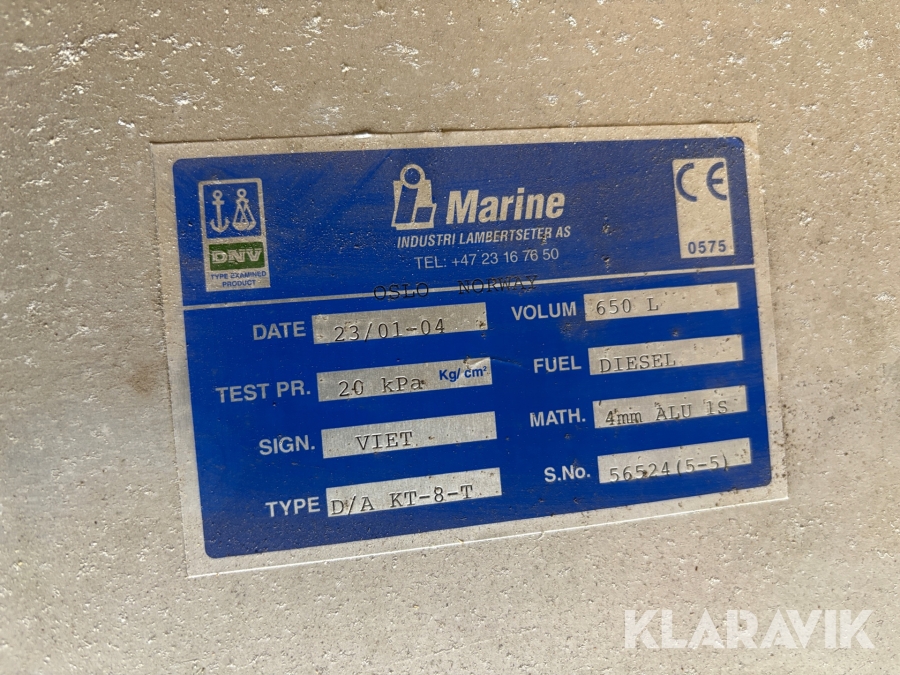 DNV
TYPE EXAMINED
PRODUCT
iL Marine
INDUSTRI LAMBERTSETER AS
TEL: +47 23 16 76 50
OSLO NORWAY
CE
0575
DATE 23/01-04
TEST PR. 20 kPa Kg/cm²
SIGN. VIET
TYPE D/A KT-8-T
VOLUM 650 L
FUEL DIESEL
MATH. 4mm ALU 1S
S.No. 56524(5-5)
KLARAVIK